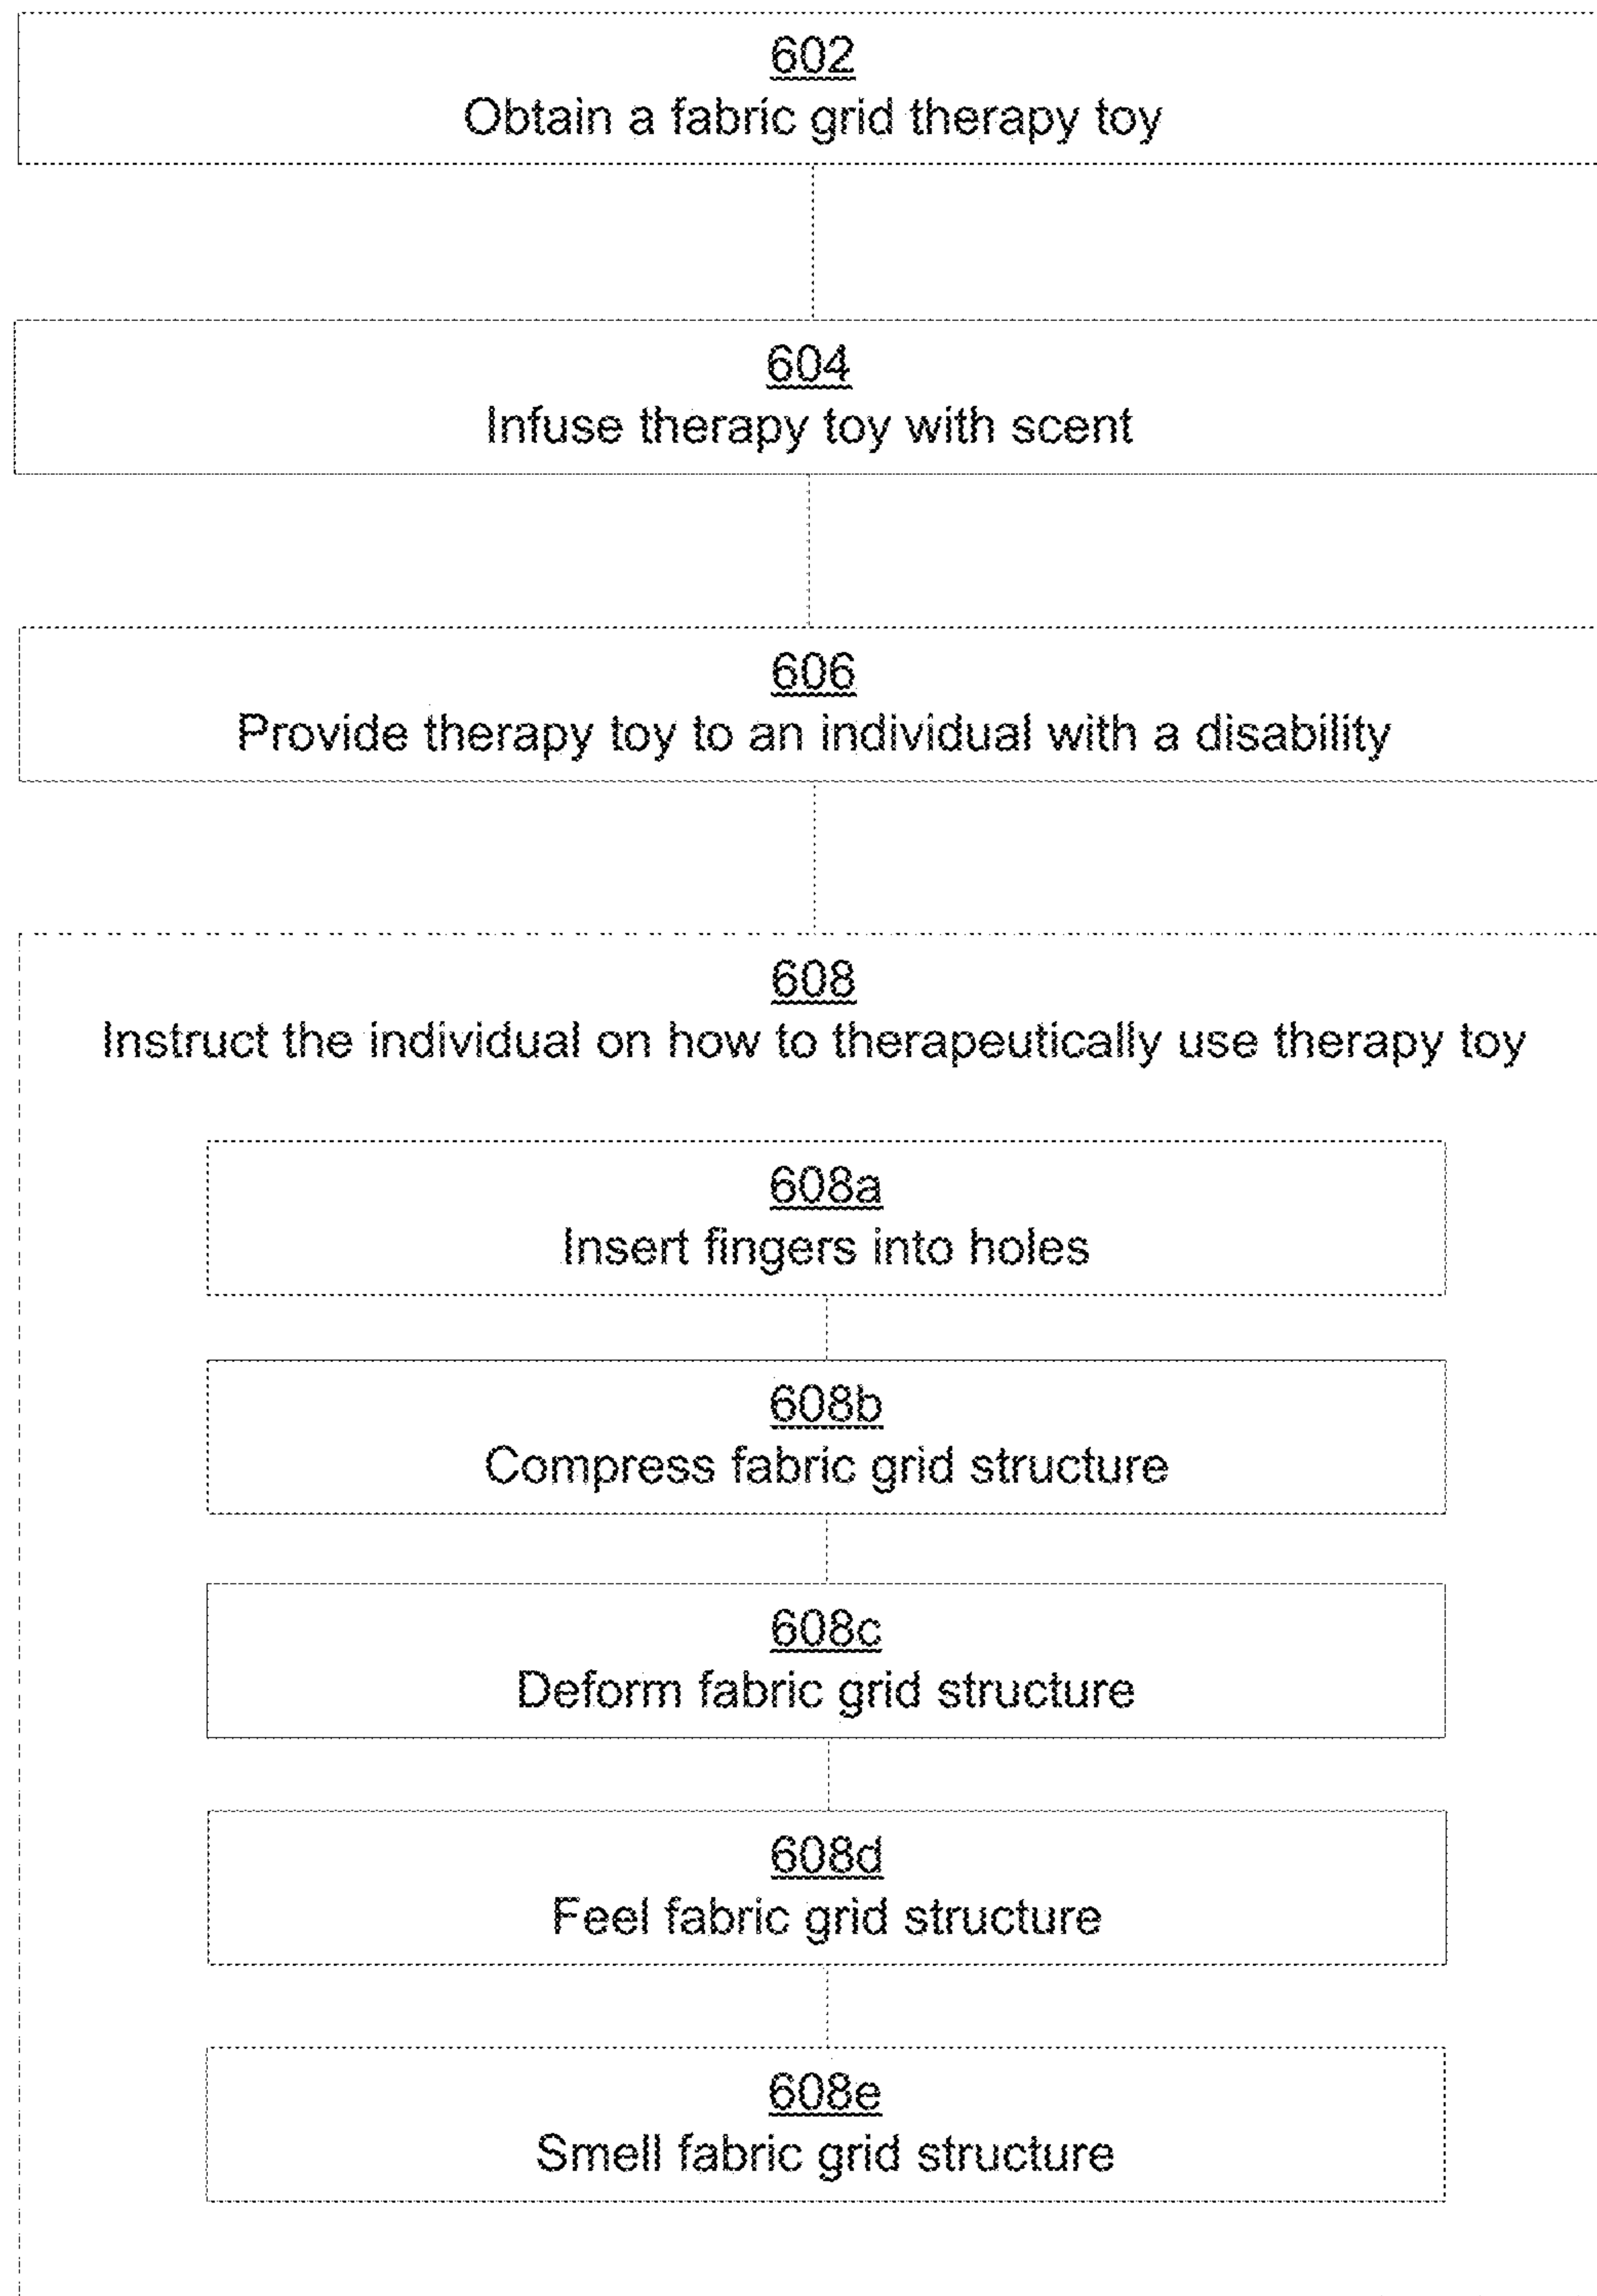 602
Obtain a fabric grid therapy toy
604
Infuse therapy toy with scent
606
Provide therapy toy to an individual with a disability
608
Instruct the individual on how to therapeutically use therapy toy
608a
Insert fingers into holes
608b
Compress fabric grid structure
608c
Deform fabric grid structure
608d
Feel fabric grid structure
608e
Smell fabric grid structure